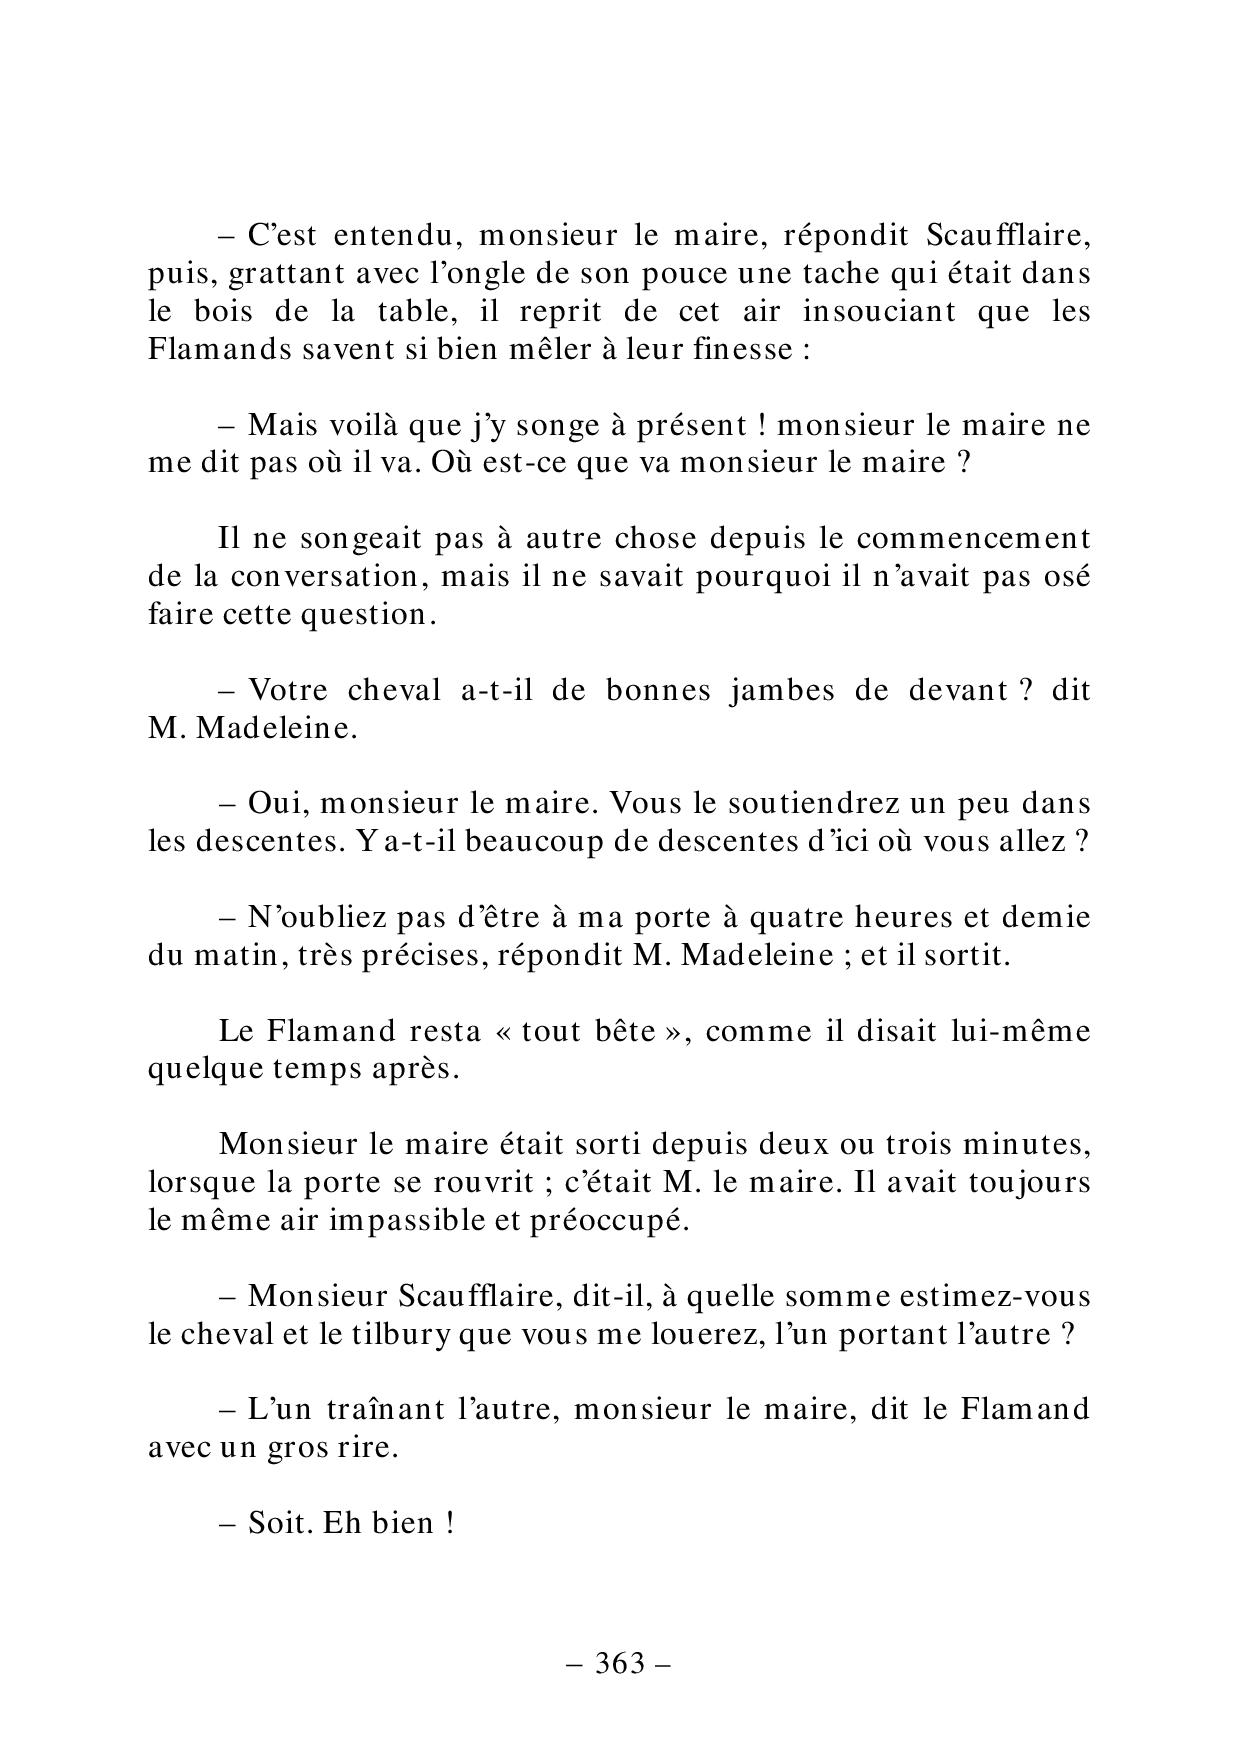 – C’est entendu, monsieur le maire, répondit Scaufflaire,
puis, grattant avec l’ongle de son pouce une tache qui était dans
le bois de la table, il reprit de cet air insouciant que les
Flamands savent si bien mêler à leur finesse :
– Mais voilà que j’y songe à présent ! monsieur le maire ne
me dit pas où il va. Où est-ce que va monsieur le maire ?
Il ne songeait pas à autre chose depuis le commencement
de la conversation, mais il ne savait pourquoi il n’avait pas osé
faire cette question.
– Votre cheval a-t-il de bonnes jambes de devant ? dit
M. Madeleine.
– Oui, monsieur le maire. Vous le soutiendrez un peu dans
les descentes. Y a-t-il beaucoup de descentes d’ici où vous allez ?
– N’oubliez pas d’être à ma porte à quatre heures et demie
du matin, très précises, répondit M. Madeleine ; et il sortit.
Le Flamand resta « tout bête », comme il disait lui-même
quelque temps après.
Monsieur le maire était sorti depuis deux ou trois minutes,
lorsque la porte se rouvrit ; c’était M. le maire. Il avait toujours
le même air impassible et préoccupé.
– Monsieur Scaufflaire, dit-il, à quelle somme estimez-vous
le cheval et le tilbury que vous me louerez, l’un portant l’autre ?
– L’un traînant l’autre, monsieur le maire, dit le Flamand
avec un gros rire.
– Soit. Eh bien !
– 363 –